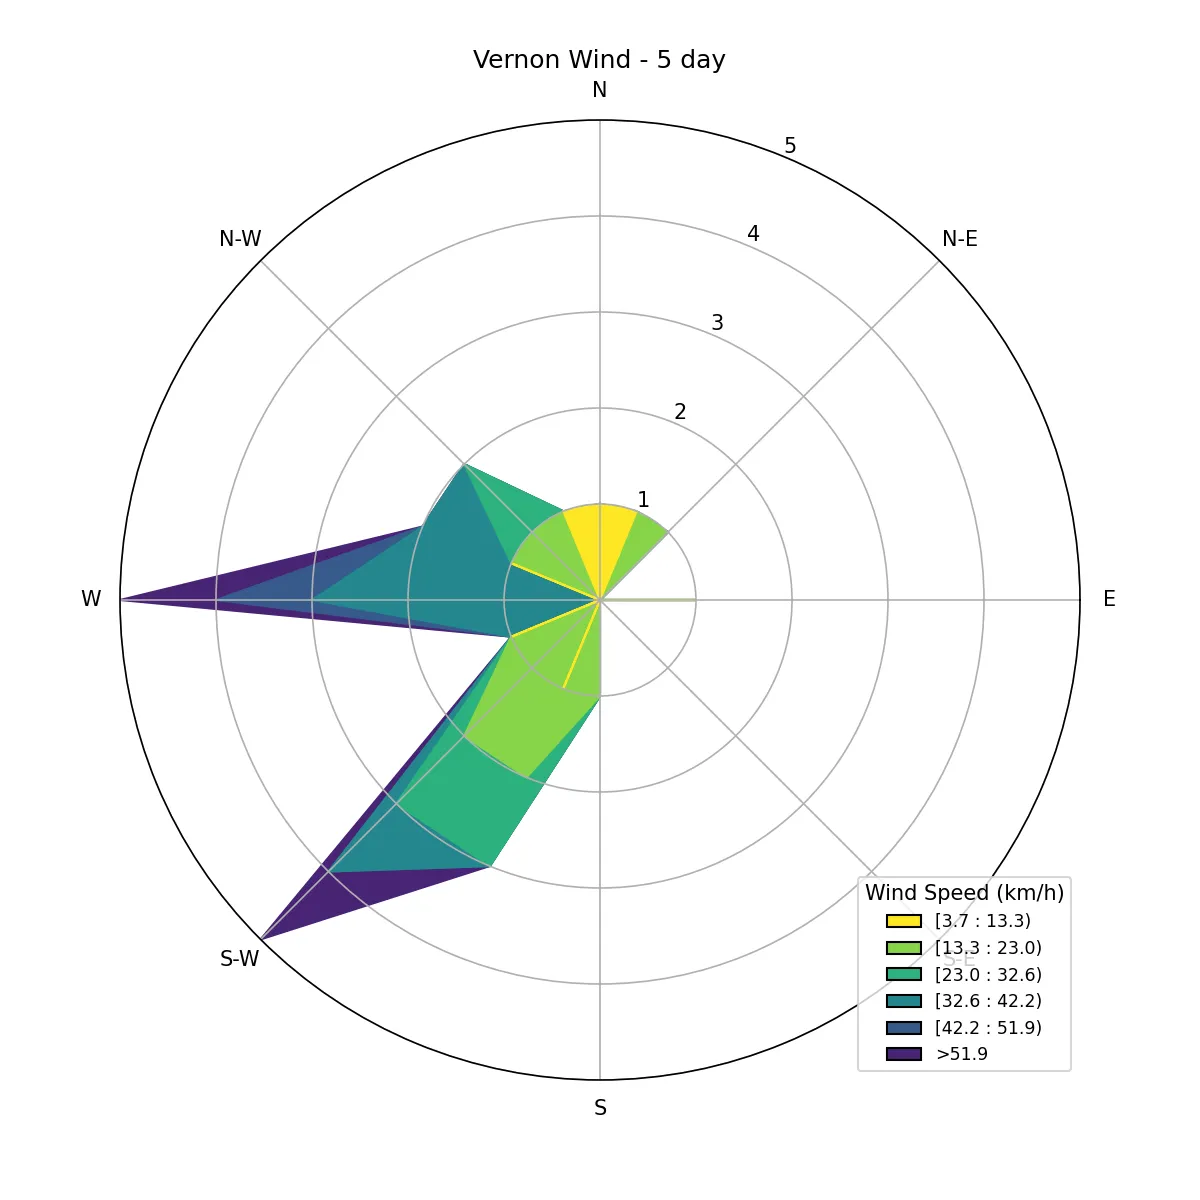 Vernon Wind - 5 day
N
5
N-W
N-E
4
3
2
1
W
E
S-W
S-E
S
Wind Speed (km/h)
[3.7 : 13.3)
[13.3 : 23.0)
[23.0 : 32.6)
[32.6 : 42.2)
[42.2 : 51.9)
>51.9